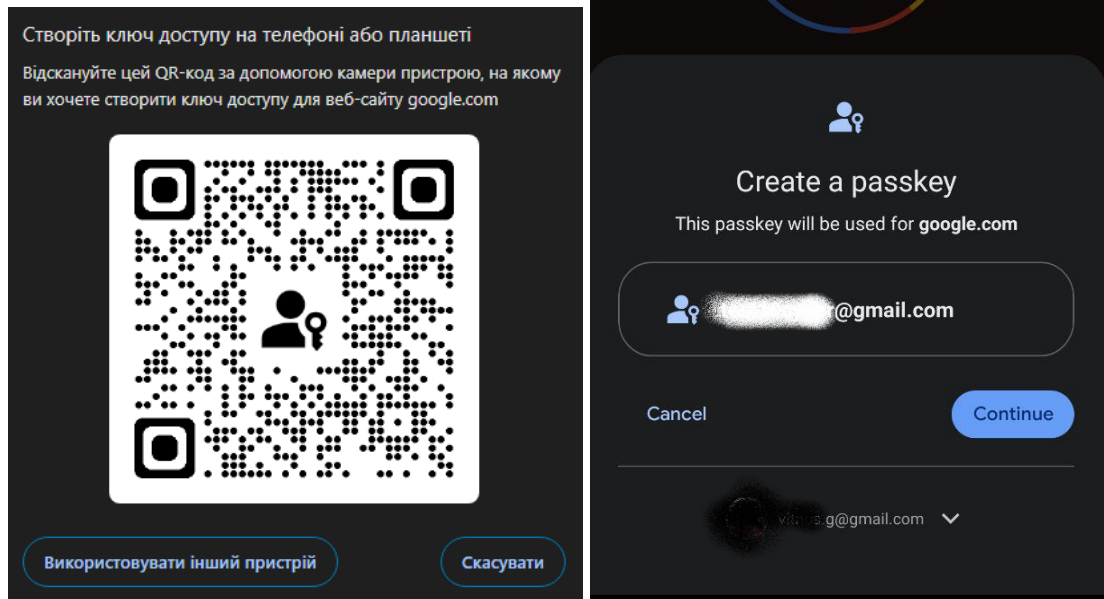 Створіть ключ доступу на телефоні або планшеті
Відскануйте цей QR-код за допомогою камери пристрою, на якому
ви хочете створити ключ доступу для веб-сайту google.com
Використовувати інший пристрій
Скасувати
Create a passkey
This passkey will be used for google.com
@gmail.com
Cancel
Continue
.g@gmail.com